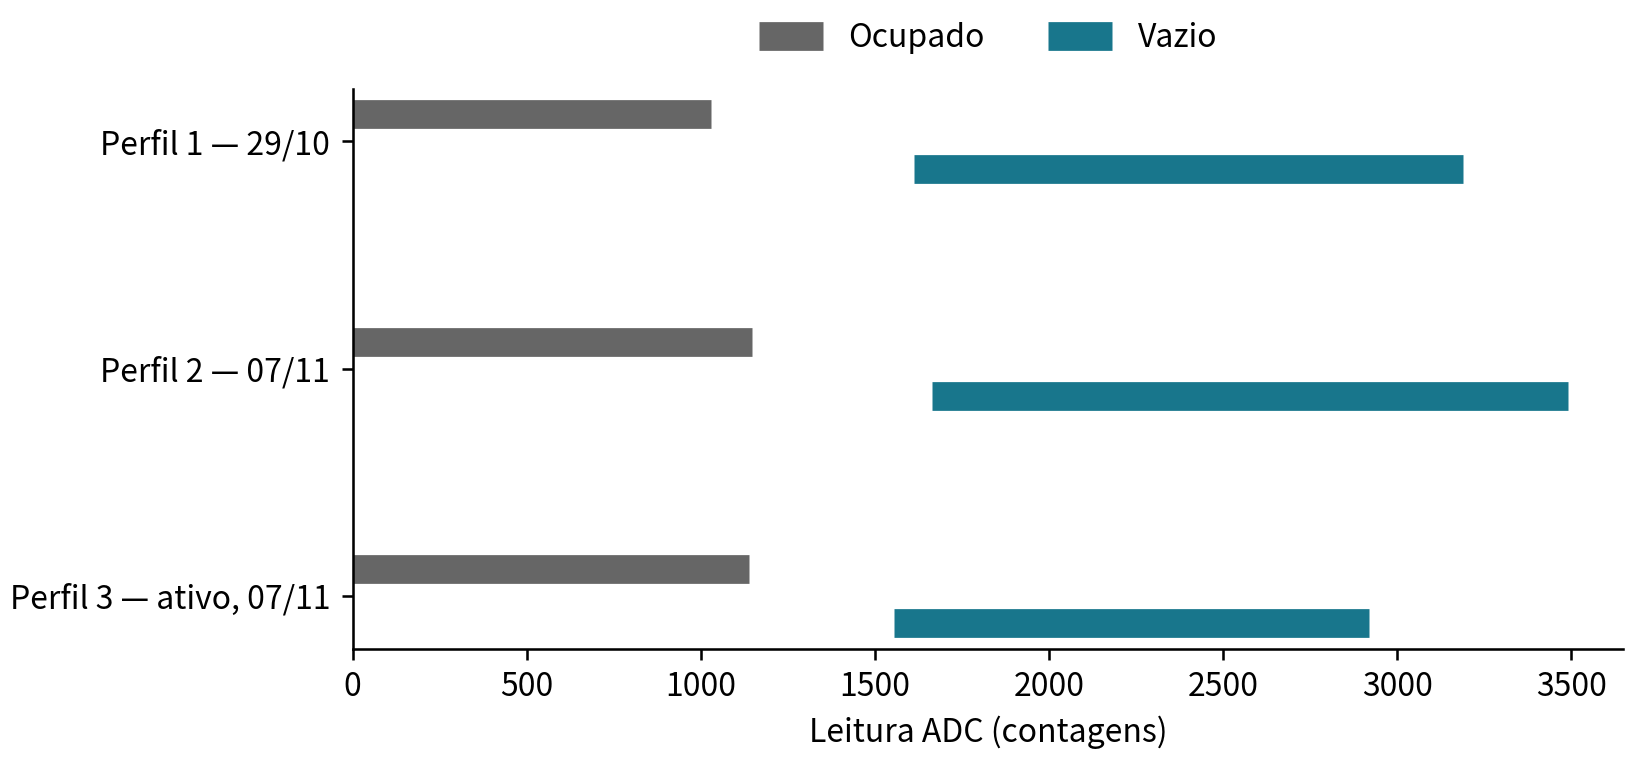 Ocupado Vazio
Perfil 1 — 29/10
Perfil 2 — 07/11
Perfil 3 — ativo, 07/11
0 500 1000 1500 2000 2500 3000 3500
Leitura ADC (contagens)